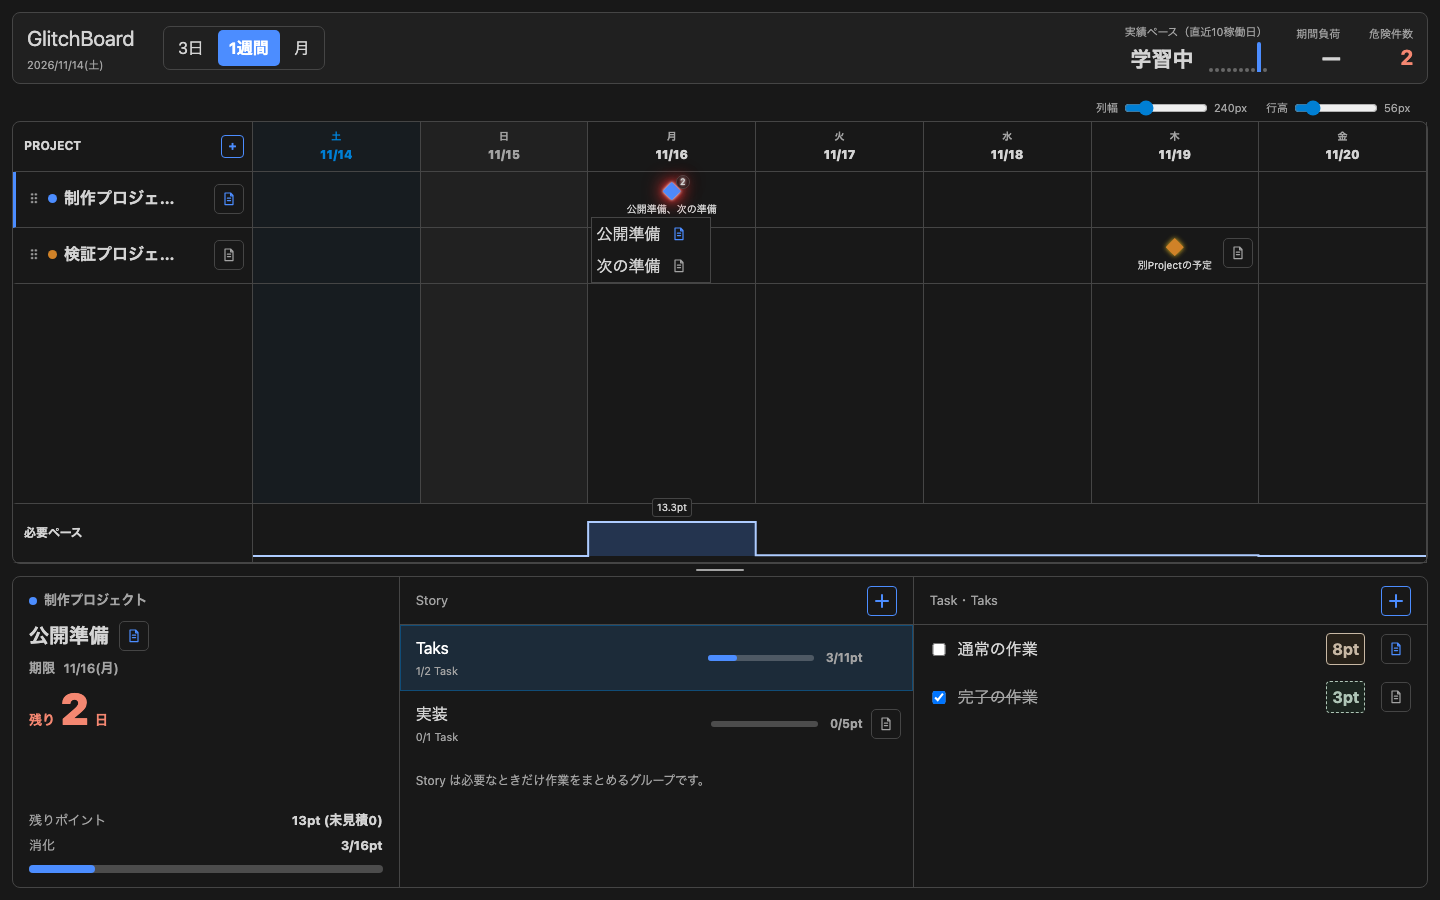 GlitchBoard
2026/11/14(土)
3日 1週間 月
実績ペース（直近10稼働日）
学習中
期間負荷
—
危険件数
2
列幅 240px 行高 56px
PROJECT +
土 11/14
日 11/15
月 11/16
火 11/17
水 11/18
木 11/19
金 11/20
制作プロジェ...
2
公開準備、次の準備
公開準備
次の準備
検証プロジェ...
別Projectの予定
必要ペース
13.3pt
制作プロジェクト
公開準備
期限 11/16(月)
残り 2 日
残りポイント 13pt (未見積0)
消化 3/16pt
Story +
Taks
1/2 Task
3/11pt
実装
0/1 Task
0/5pt
Story は必要なときだけ作業をまとめるグループです。
Task・Taks +
通常の作業 8pt
完了の作業 3pt